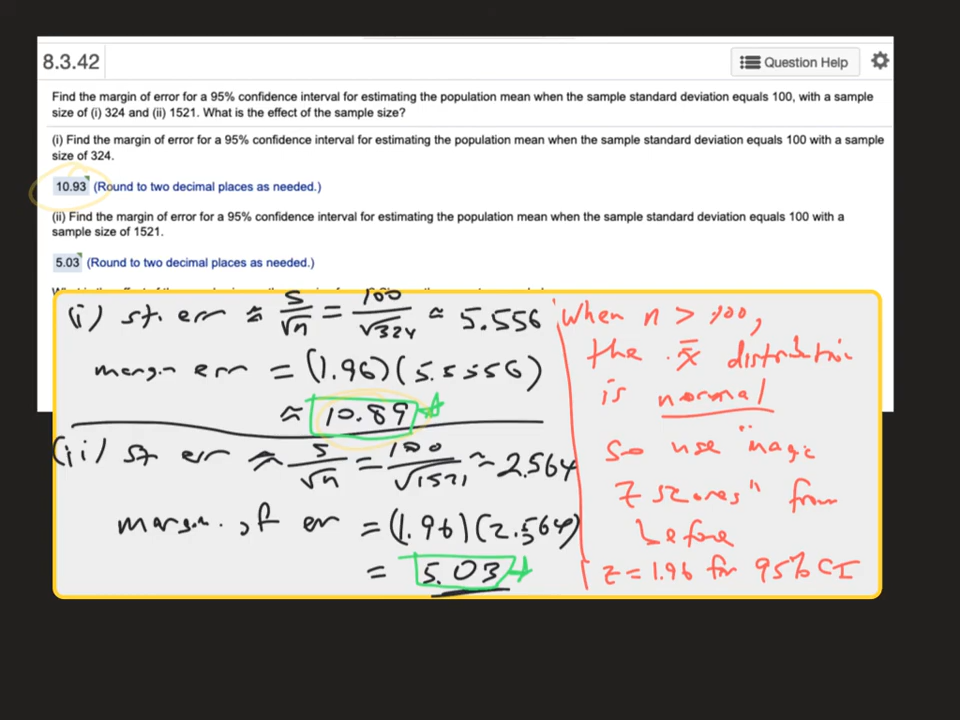 8.3.42
Question Help
Find the margin of error for a 95% confidence interval for estimating the population mean when the sample standard deviation equals 100, with a sample
size of (i) 324 and (ii) 1521. What is the effect of the sample size?
(i) Find the margin of error for a 95% confidence interval for estimating the population mean when the sample standard deviation equals 100 with a sample
size of 324.
10.93 (Round to two decimal places as needed.)
(ii) Find the margin of error for a 95% confidence interval for estimating the population mean when the sample standard deviation equals 100 with a
sample size of 1521.
5.03 (Round to two decimal places as needed.)
(i) st. err ≈ s/√n = 100/√324 ≈ 5.556
margin err = (1.96)(5.5556)
≈ 10.89
(ii) st err ≈ s/√n = 100/√1521 ≈ 2.564
margin of err = (1.96)(2.564)
= 5.03
When n > 100,
the x̄ distribution
is normal
so use "magic
z scores" from
before
z = 1.96 for 95% CI